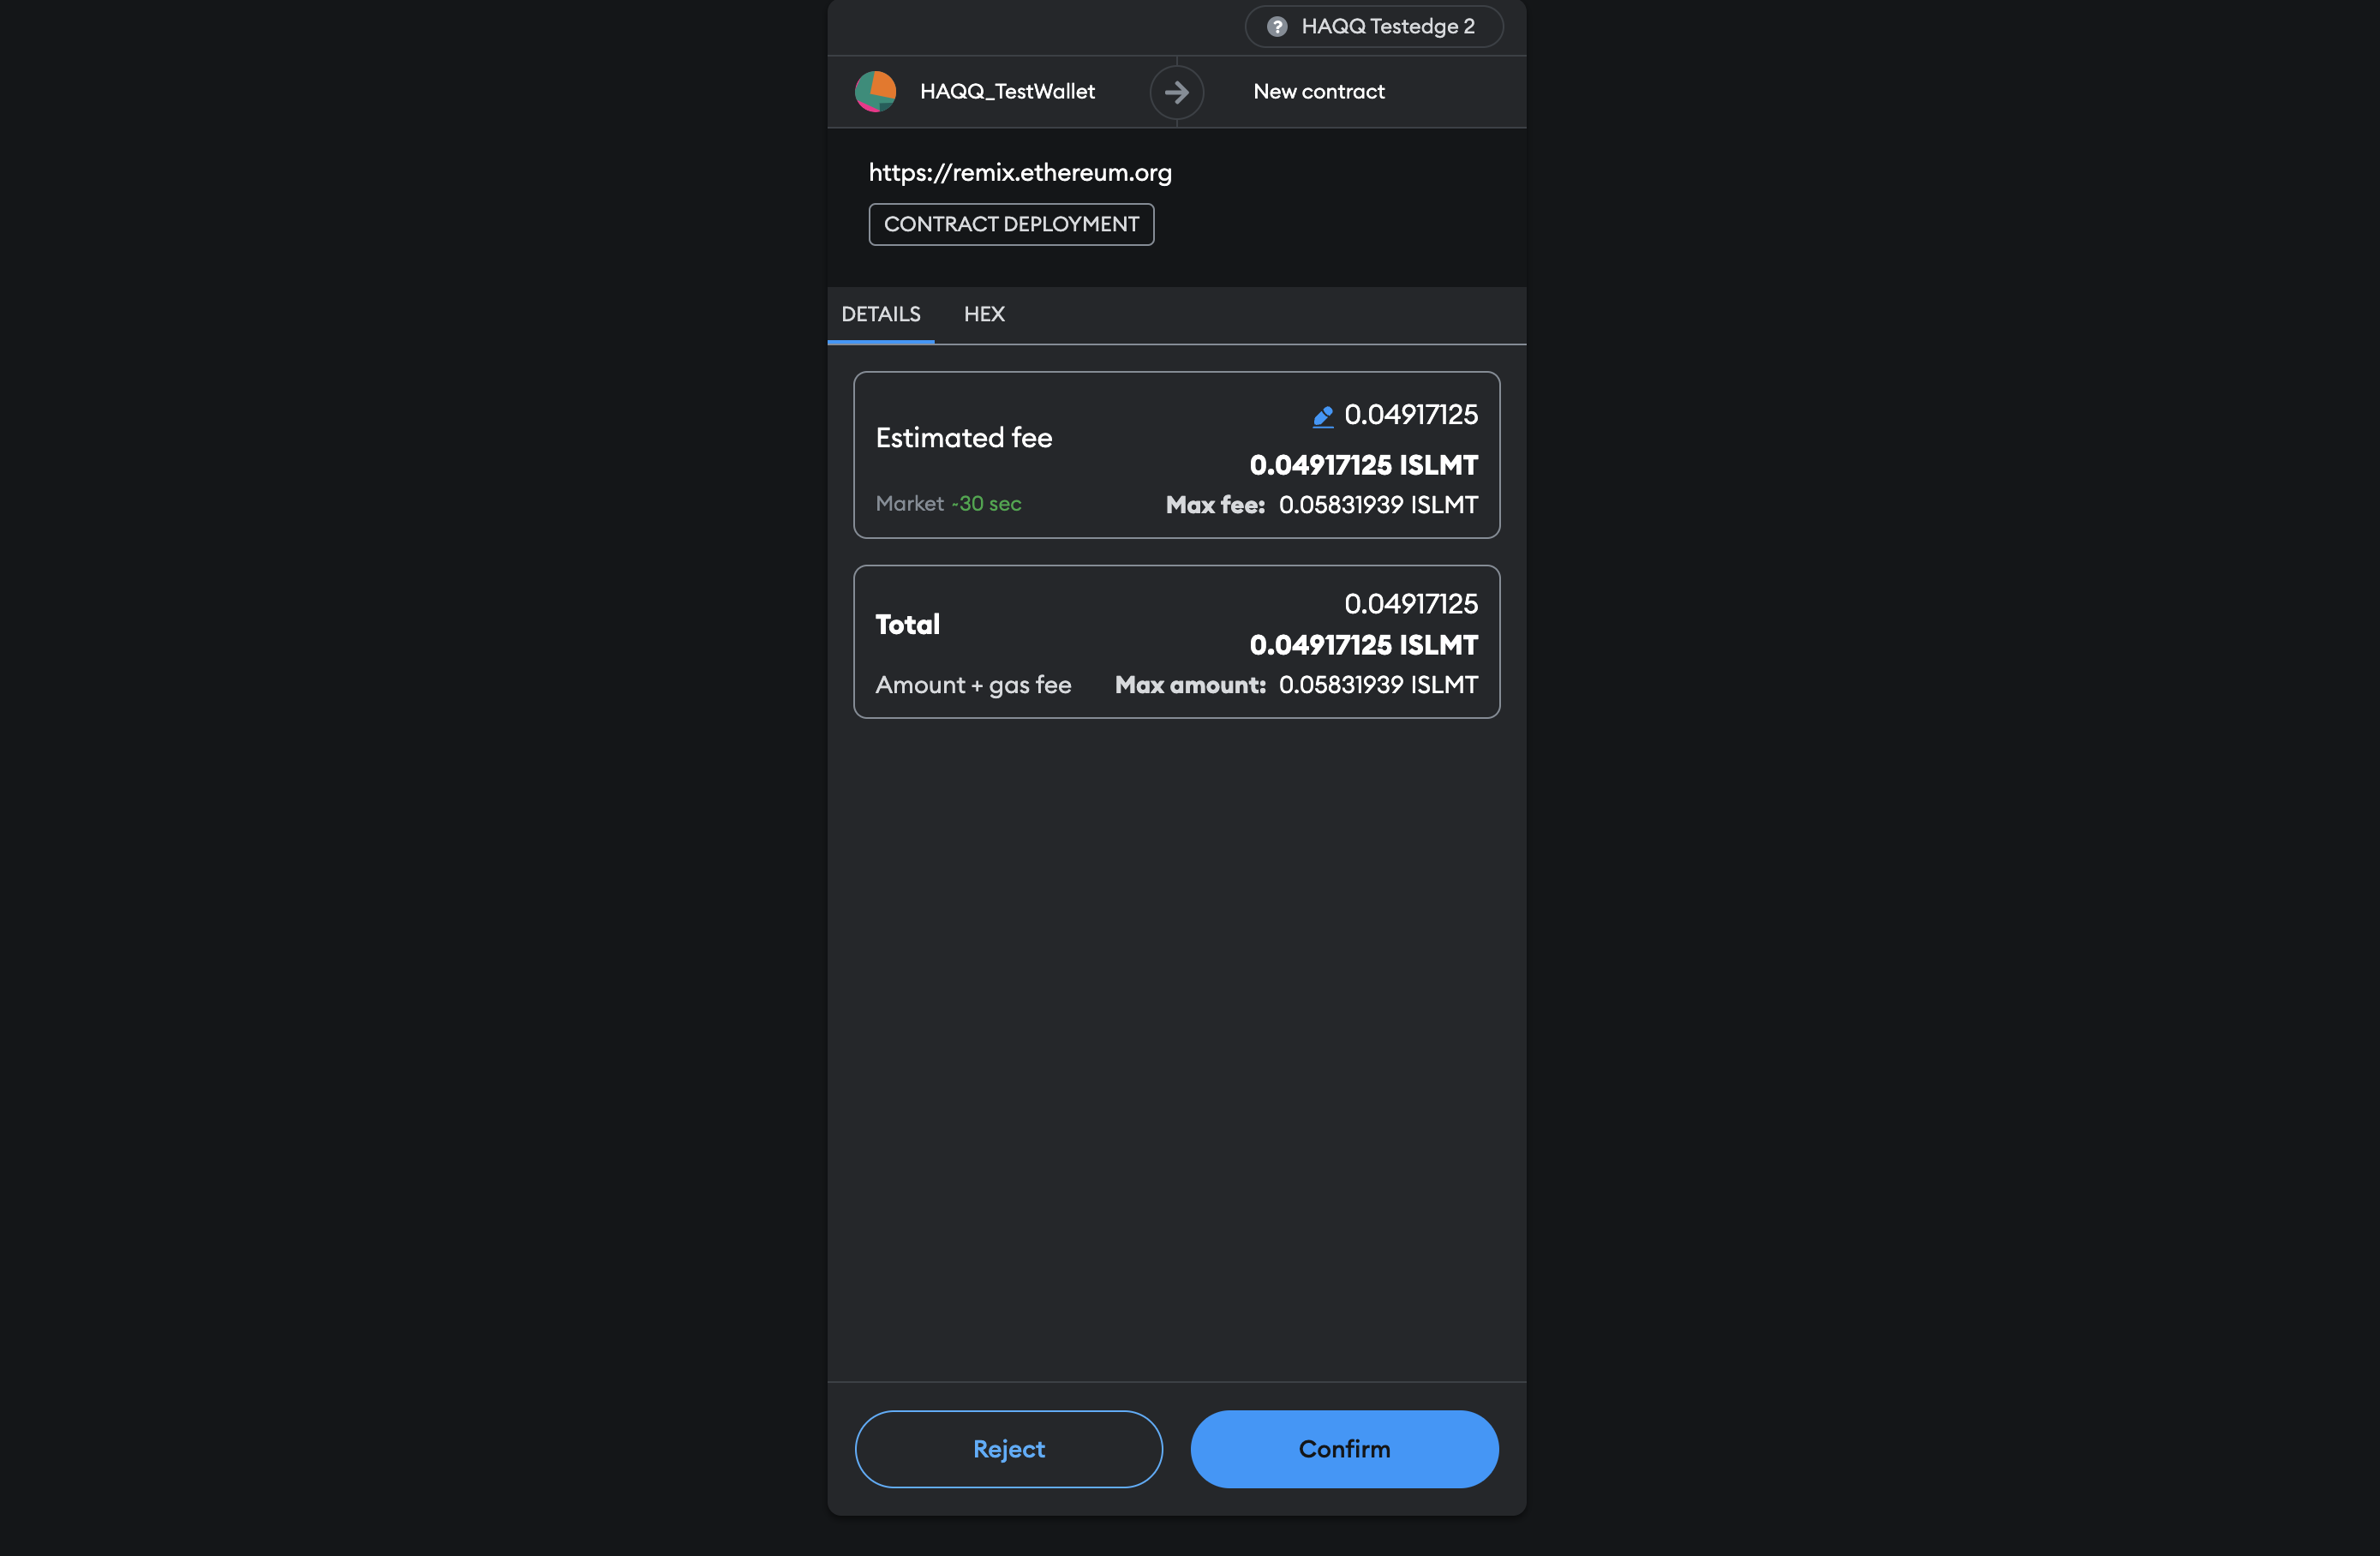 HAQQ Testedge 2
HAQQ_TestWallet
New contract
https://remix.ethereum.org
CONTRACT DEPLOYMENT
DETAILS HEX
Estimated fee
0.04917125
0.04917125 ISLMT
Market ~30 sec
Max fee: 0.05831939 ISLMT
Total
0.04917125
0.04917125 ISLMT
Amount + gas fee
Max amount: 0.05831939 ISLMT
Reject
Confirm